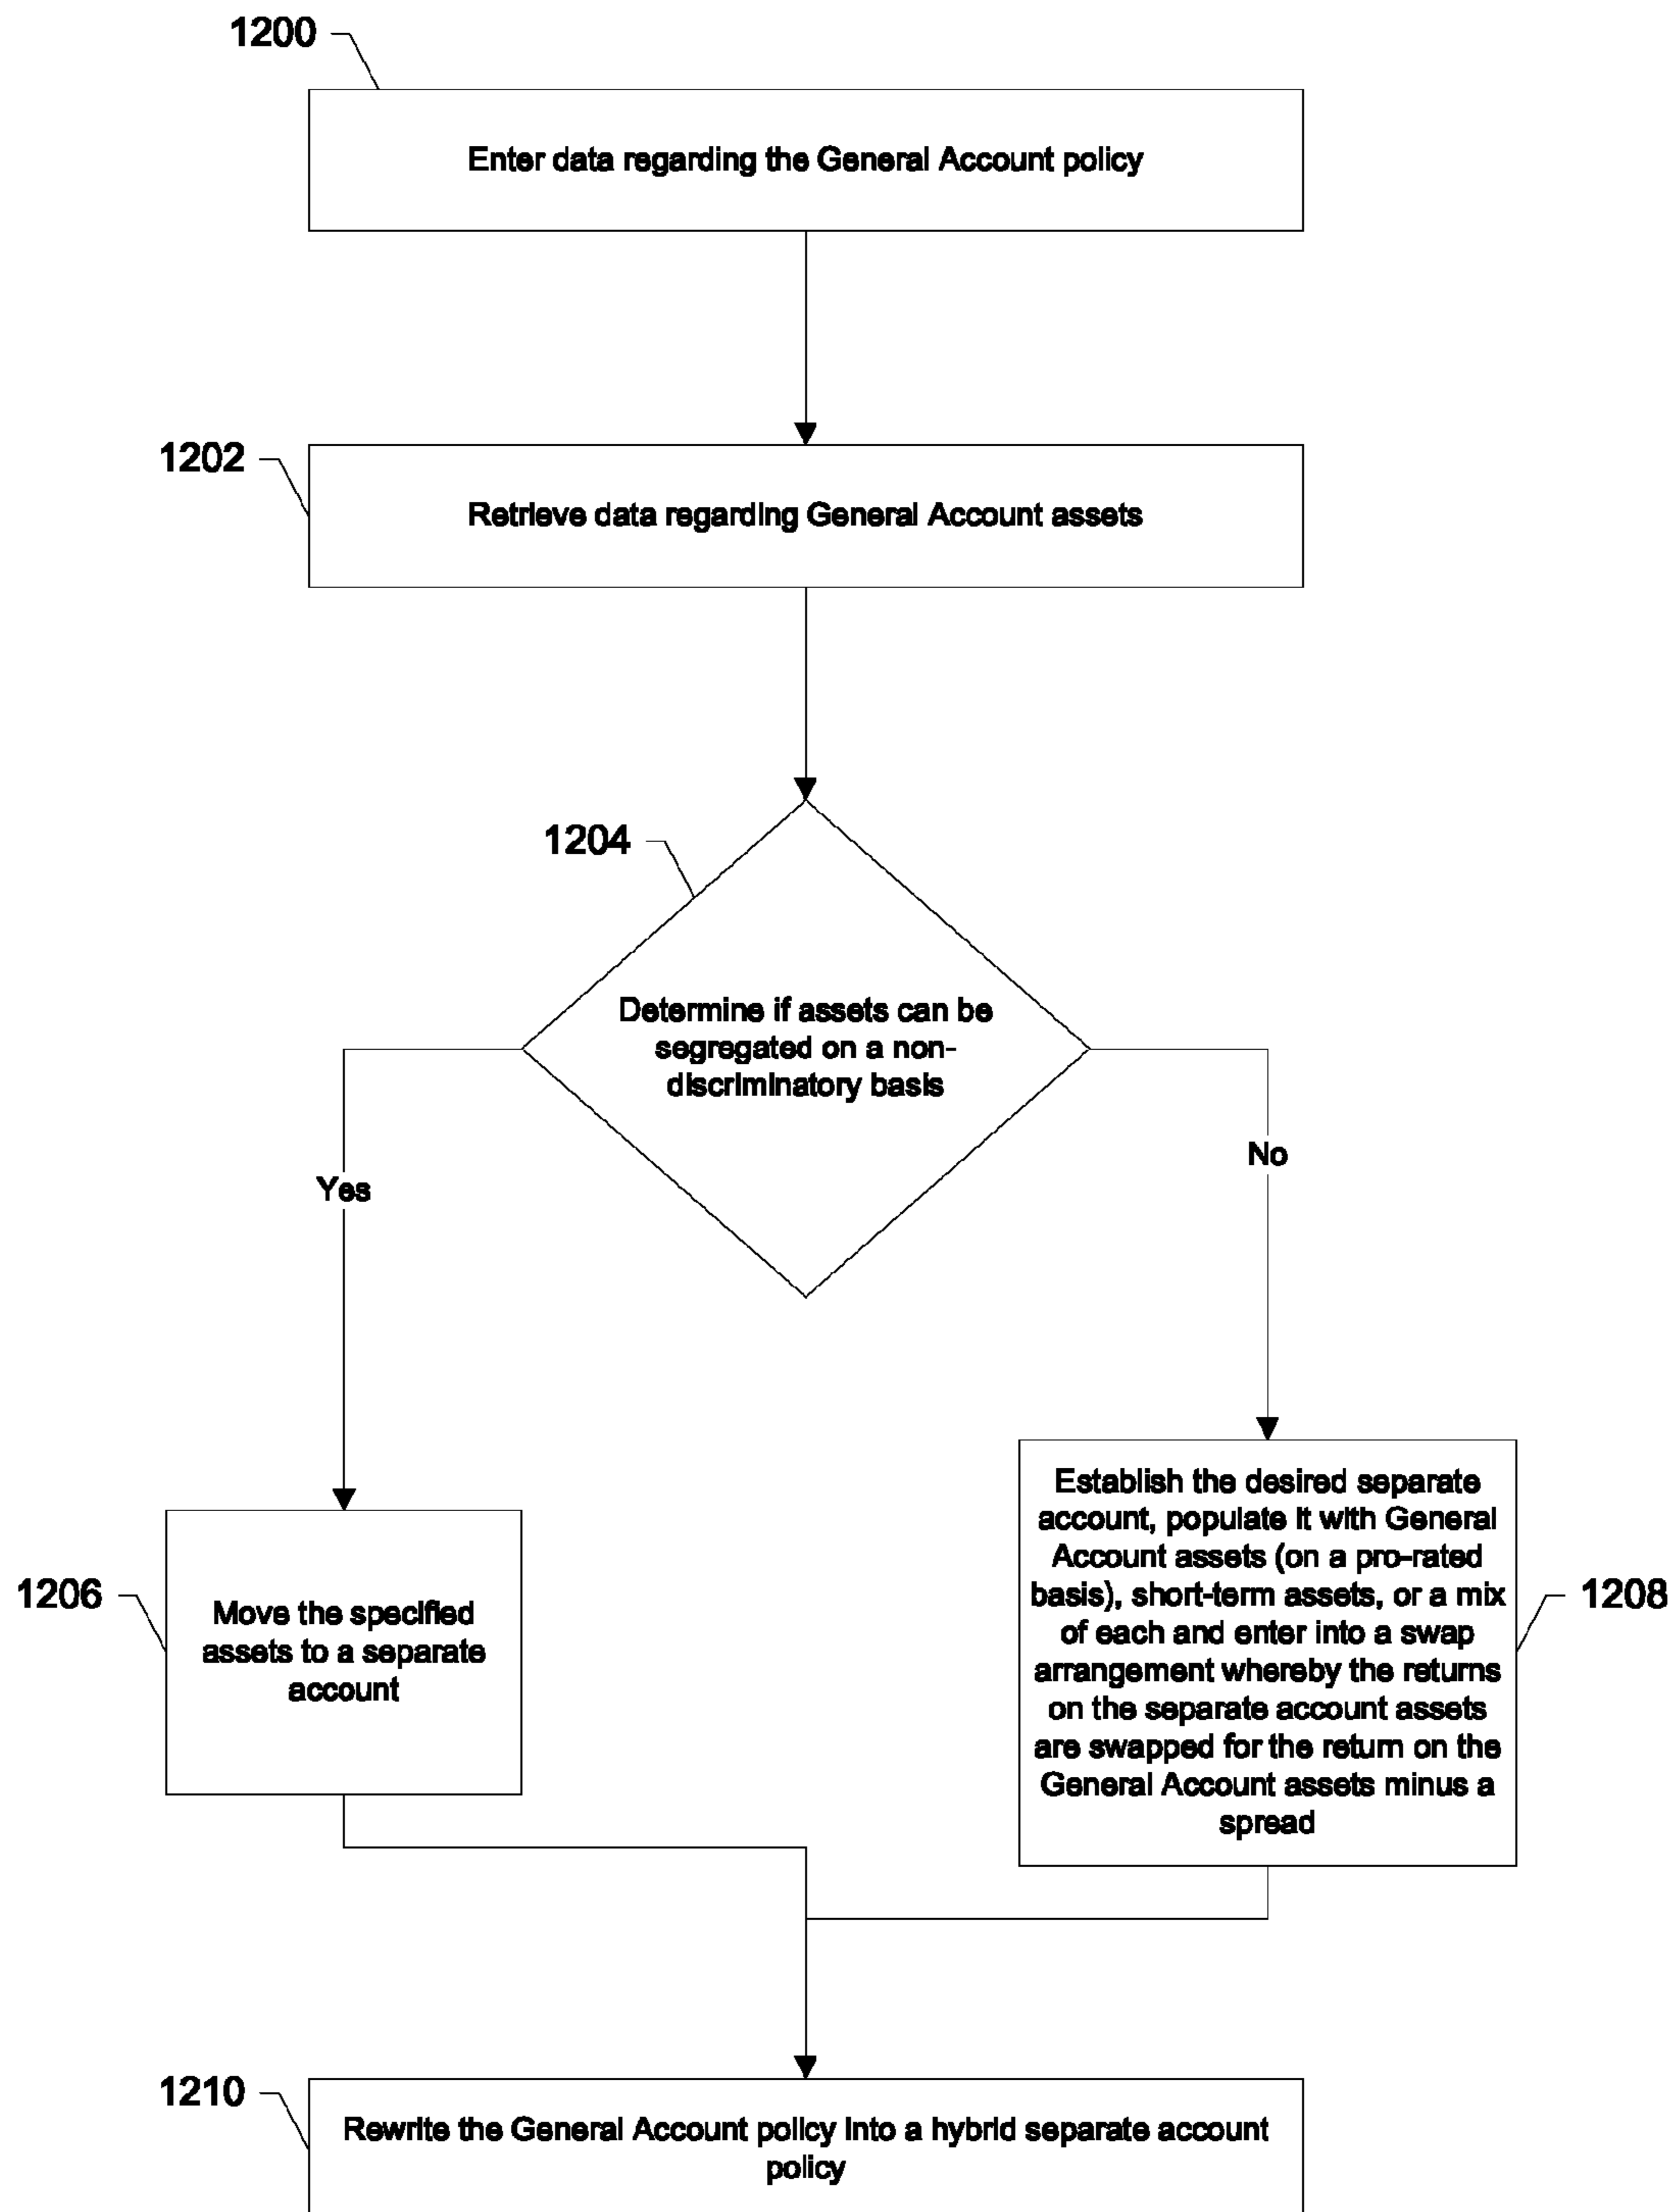 1200
Enter data regarding the General Account policy
1202
Retrieve data regarding General Account assets
1204
Determine if assets can be
segregated on a non-
discriminatory basis
Yes
No
1206
Move the specified
assets to a separate
account
Establish the desired separate
account, populate it with General
Account assets (on a pro-rated
basis), short-term assets, or a mix
of each and enter into a swap
arrangement whereby the returns
on the separate account assets
are swapped for the return on the
General Account assets minus a
spread
1208
1210
Rewrite the General Account policy into a hybrid separate account
policy